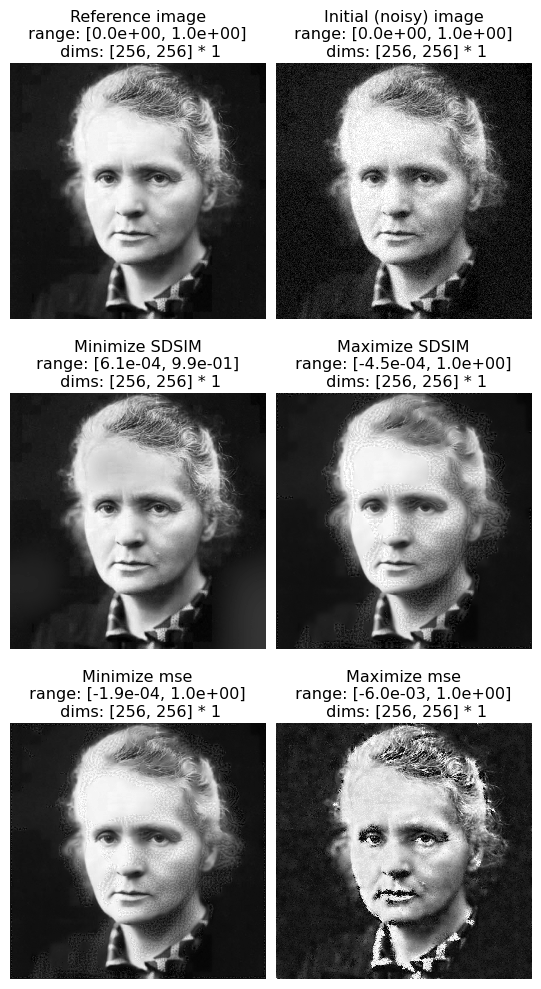 Reference image
range: [0.0e+00, 1.0e+00]
dims: [256, 256] * 1
Initial (noisy) image
range: [0.0e+00, 1.0e+00]
dims: [256, 256] * 1
Minimize SDSIM
range: [6.1e-04, 9.9e-01]
dims: [256, 256] * 1
Maximize SDSIM
range: [-4.5e-04, 1.0e+00]
dims: [256, 256] * 1
Minimize mse
range: [-1.9e-04, 1.0e+00]
dims: [256, 256] * 1
Maximize mse
range: [-6.0e-03, 1.0e+00]
dims: [256, 256] * 1